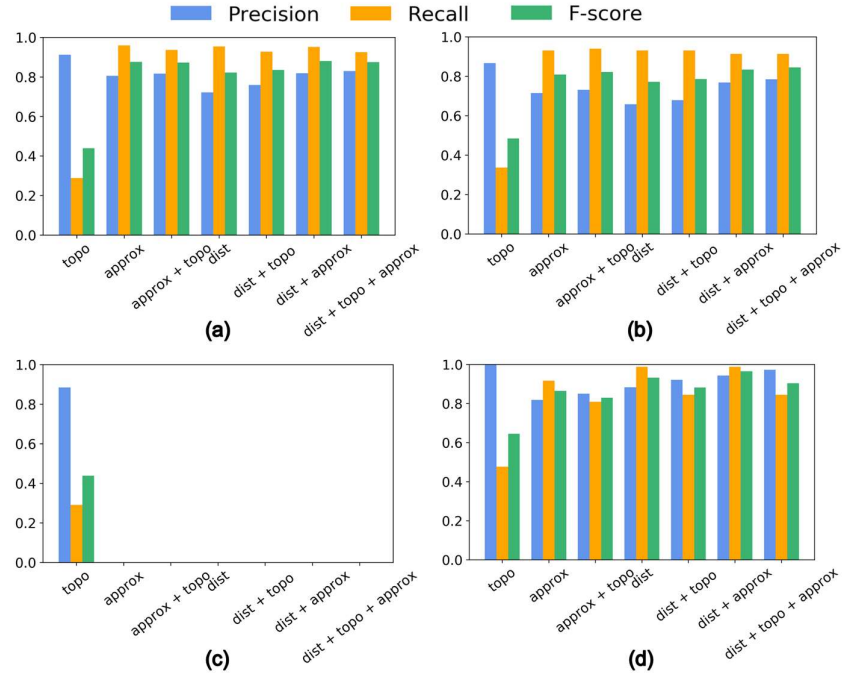 Precision Recall F-score
1.0
0.8
0.6
0.4
0.2
0.0
topo approx approx + topo dist dist + topo dist + approx dist + topo + approx
(a)
1.0
0.8
0.6
0.4
0.2
0.0
topo approx approx + topo dist dist + topo dist + approx dist + topo + approx
(b)
1.0
0.8
0.6
0.4
0.2
0.0
topo approx approx + topo dist dist + topo dist + approx dist + topo + approx
(c)
1.0
0.8
0.6
0.4
0.2
0.0
topo approx approx + topo dist dist + topo dist + approx dist + topo + approx
(d)